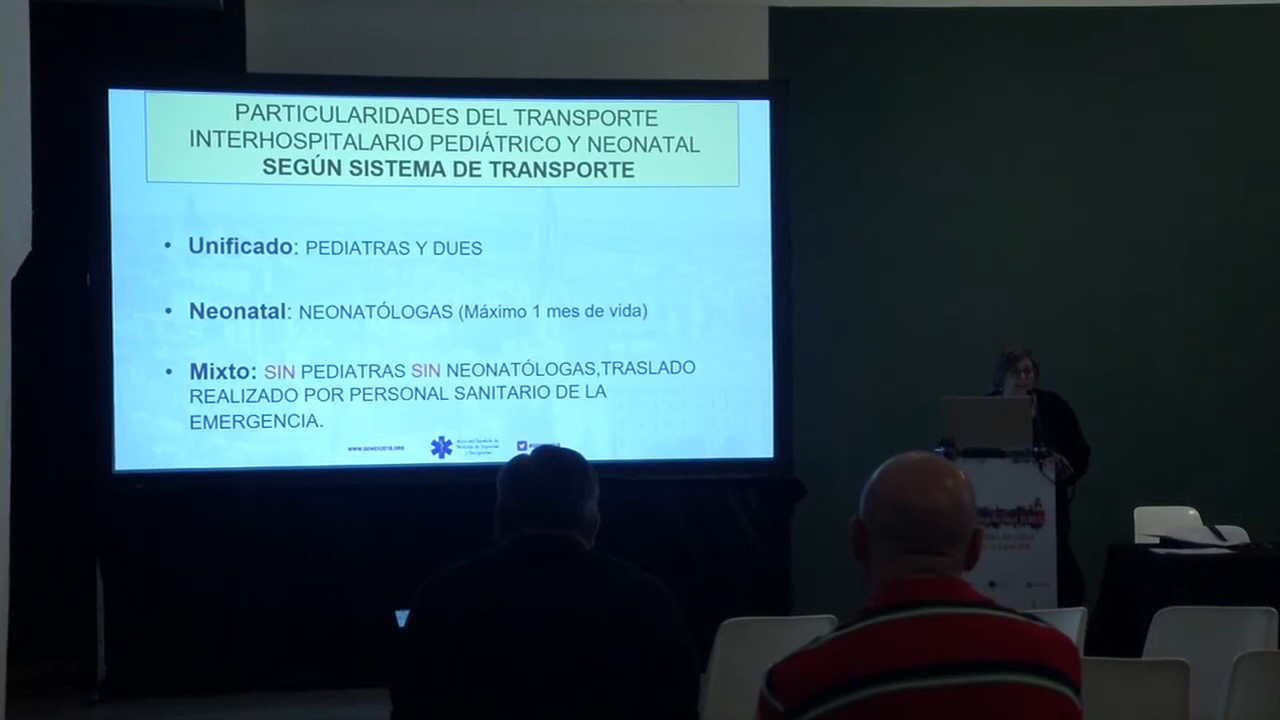 PARTICULARIDADES DEL TRANSPORTE
INTERHOSPITALARIO PEDIÁTRICO Y NEONATAL
SEGÚN SISTEMA DE TRANSPORTE
• Unificado: PEDIATRAS Y DUES
• Neonatal: NEONATÓLOGAS (Máximo 1 mes de vida)
• Mixto: SIN PEDIATRAS SIN NEONATÓLOGAS,TRASLADO
REALIZADO POR PERSONAL SANITARIO DE LA
EMERGENCIA.